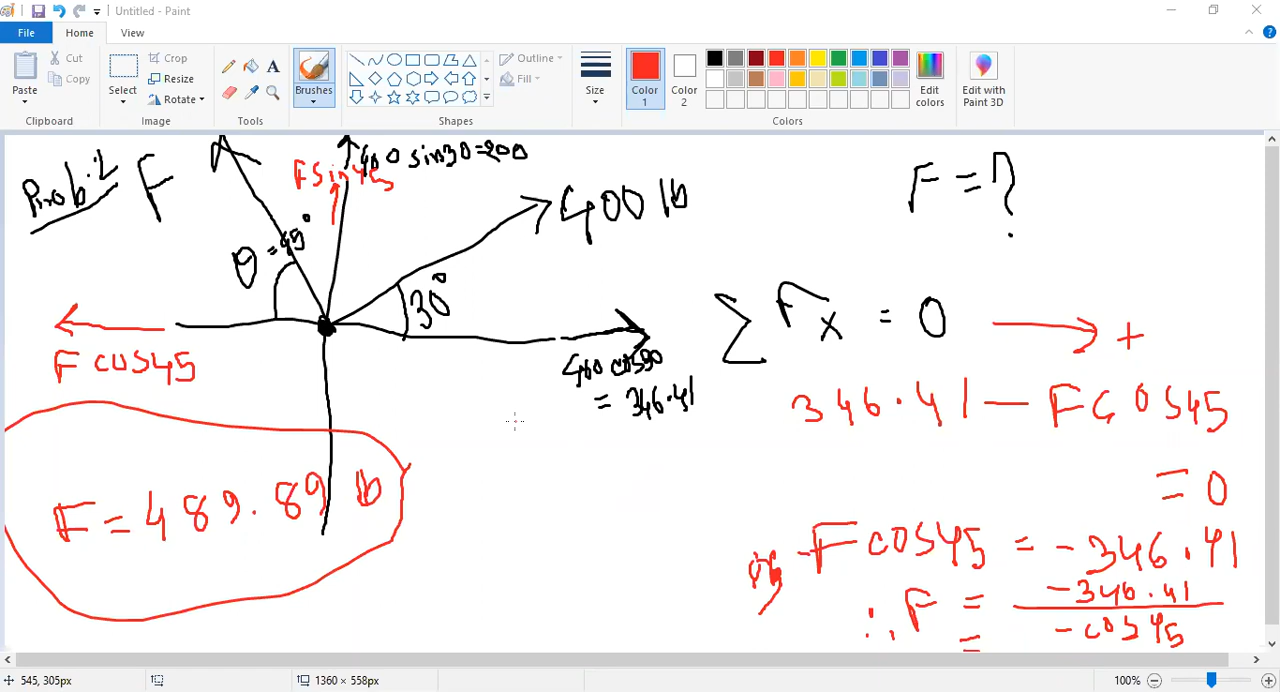 Untitled - Paint
File
Home
View
Paste
Cut
Copy
Clipboard
Select
Crop
Resize
Rotate
Image
A
Tools
Brushes
Outline
Fill
Shapes
Size
Color 1
Color 2
Edit colors
Edit with Paint 3D
Colors
Prob·2
F
F sin45
400 sin30=200
400 lb
F = ?
θ = 45°
30°
F cos45
400 cos30
= 346.41
∑Fx = 0
+
346.41 — F cos45
= 0
F = 489.89 lb
or, -F cos45 = -346.41
∴ F = -346.41
-cos45
=
545, 305px
1360 × 558px
100%